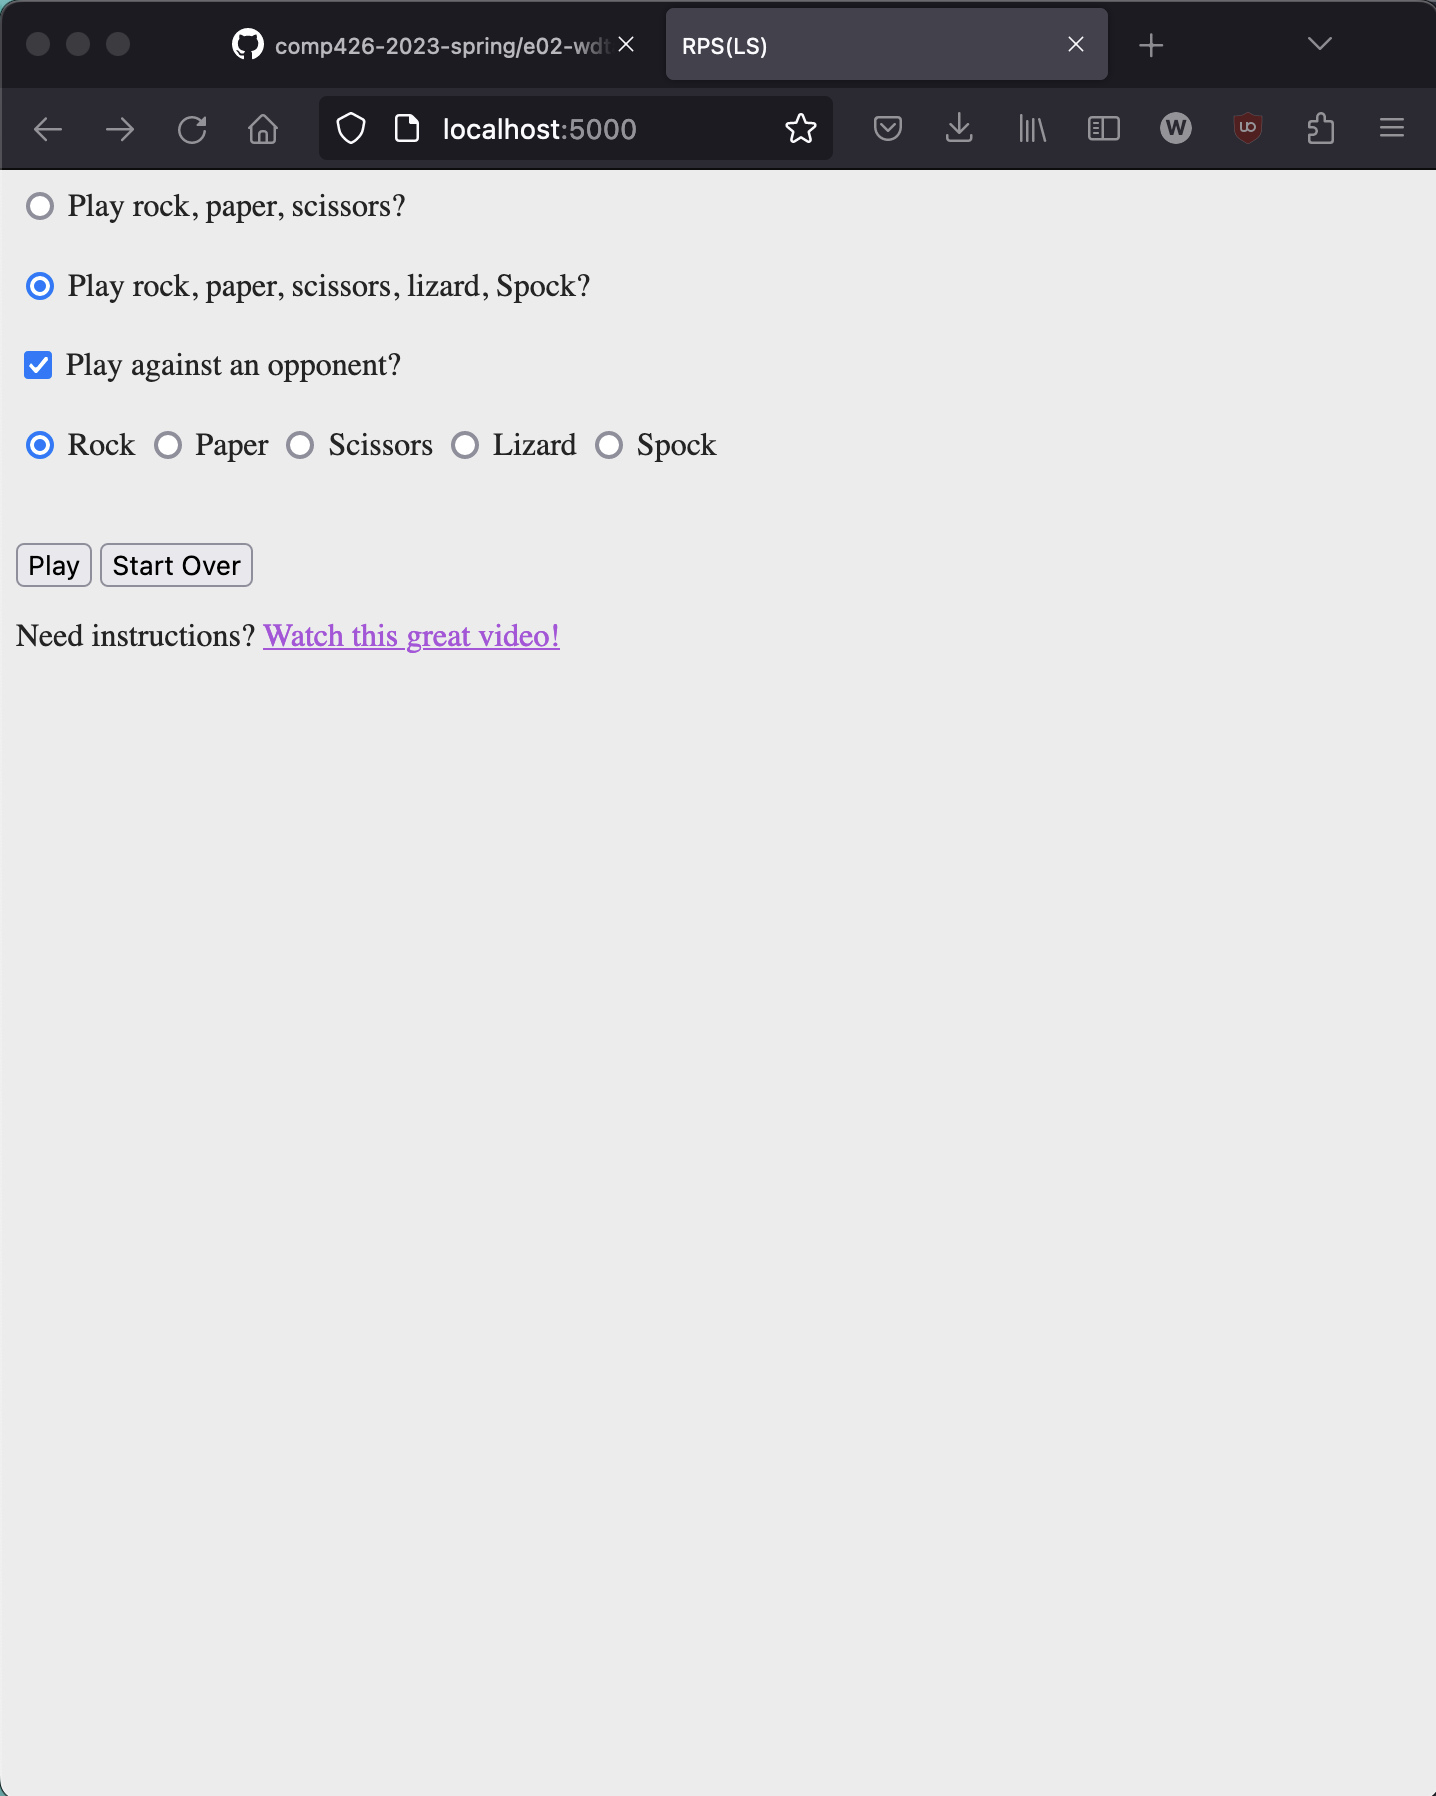 comp426-2023-spring/e02-wdt
RPS(LS)
localhost:5000
W
Play rock, paper, scissors?
Play rock, paper, scissors, lizard, Spock?
Play against an opponent?
Rock Paper Scissors Lizard Spock
Play Start Over
Need instructions? Watch this great video!